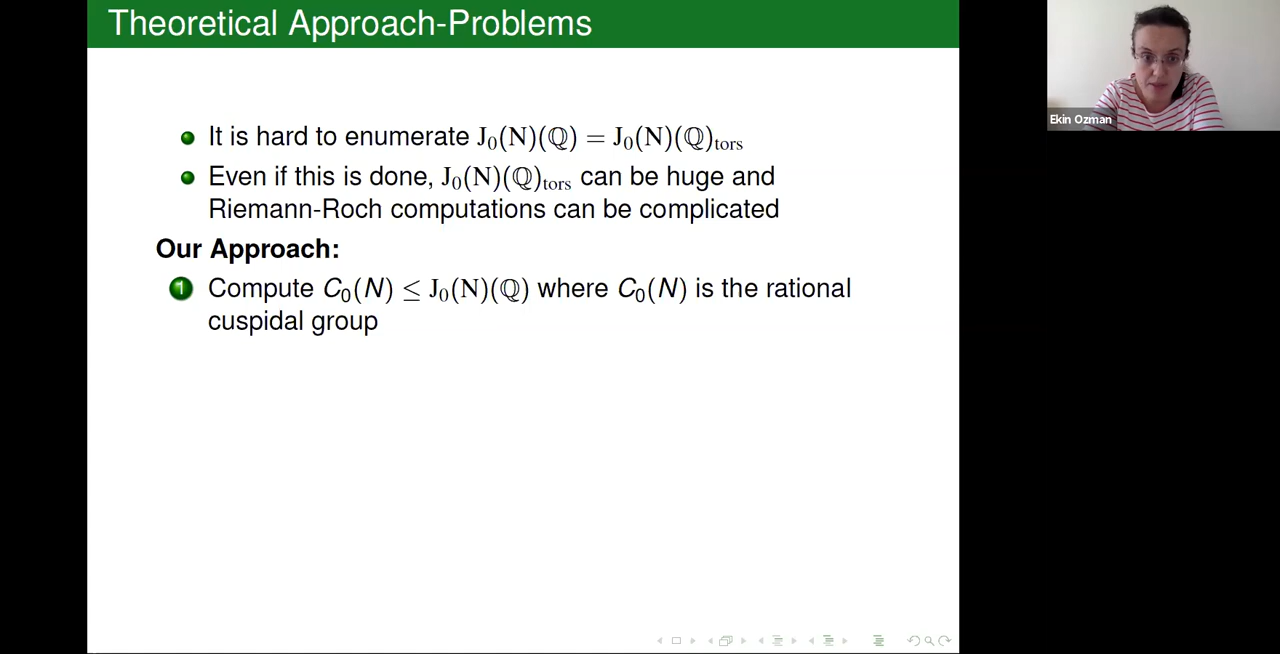 Theoretical Approach-Problems
It is hard to enumerate J₀(N)(ℚ) = J₀(N)(ℚ)tors
Even if this is done, J₀(N)(ℚ)tors can be huge and
Riemann-Roch computations can be complicated
Our Approach:
1 Compute C₀(N) ≤ J₀(N)(ℚ) where C₀(N) is the rational
cuspidal group
Ekin Ozman